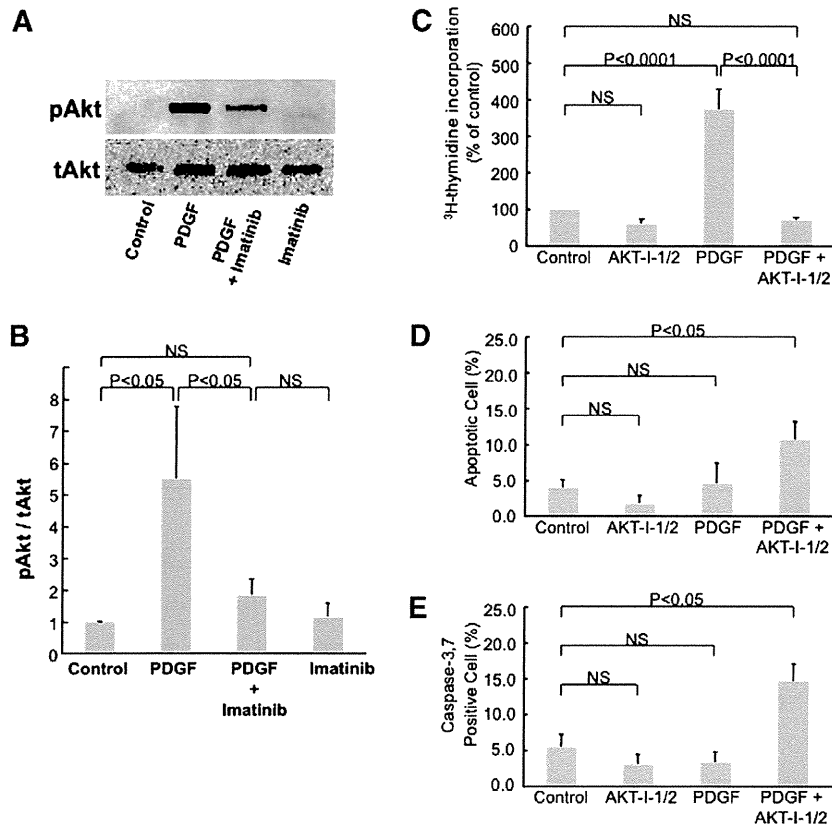 A
pAkt
tAkt
Control
PDGF
PDGF
+ Imatinib
Imatinib
B
pAkt / tAkt
8
7
6
5
4
3
2
1
0
NS
P<0.05
P<0.05
NS
Control
PDGF
PDGF
+
Imatinib
Imatinib
C
³H-thymidine incorporation
(% of control)
600
500
400
300
200
100
0
NS
P<0.0001
P<0.0001
NS
Control
AKT-I-1/2
PDGF
PDGF +
AKT-I-1/2
D
Apoptotic Cell (%)
25.0
20.0
15.0
10.0
5.0
0.0
P<0.05
NS
NS
Control
AKT-I-1/2
PDGF
PDGF +
AKT-I-1/2
E
Caspase-3,7
Positive Cell (%)
25.0
20.0
15.0
10.0
5.0
0.0
P<0.05
NS
NS
Control
AKT-I-1/2
PDGF
PDGF +
AKT-I-1/2